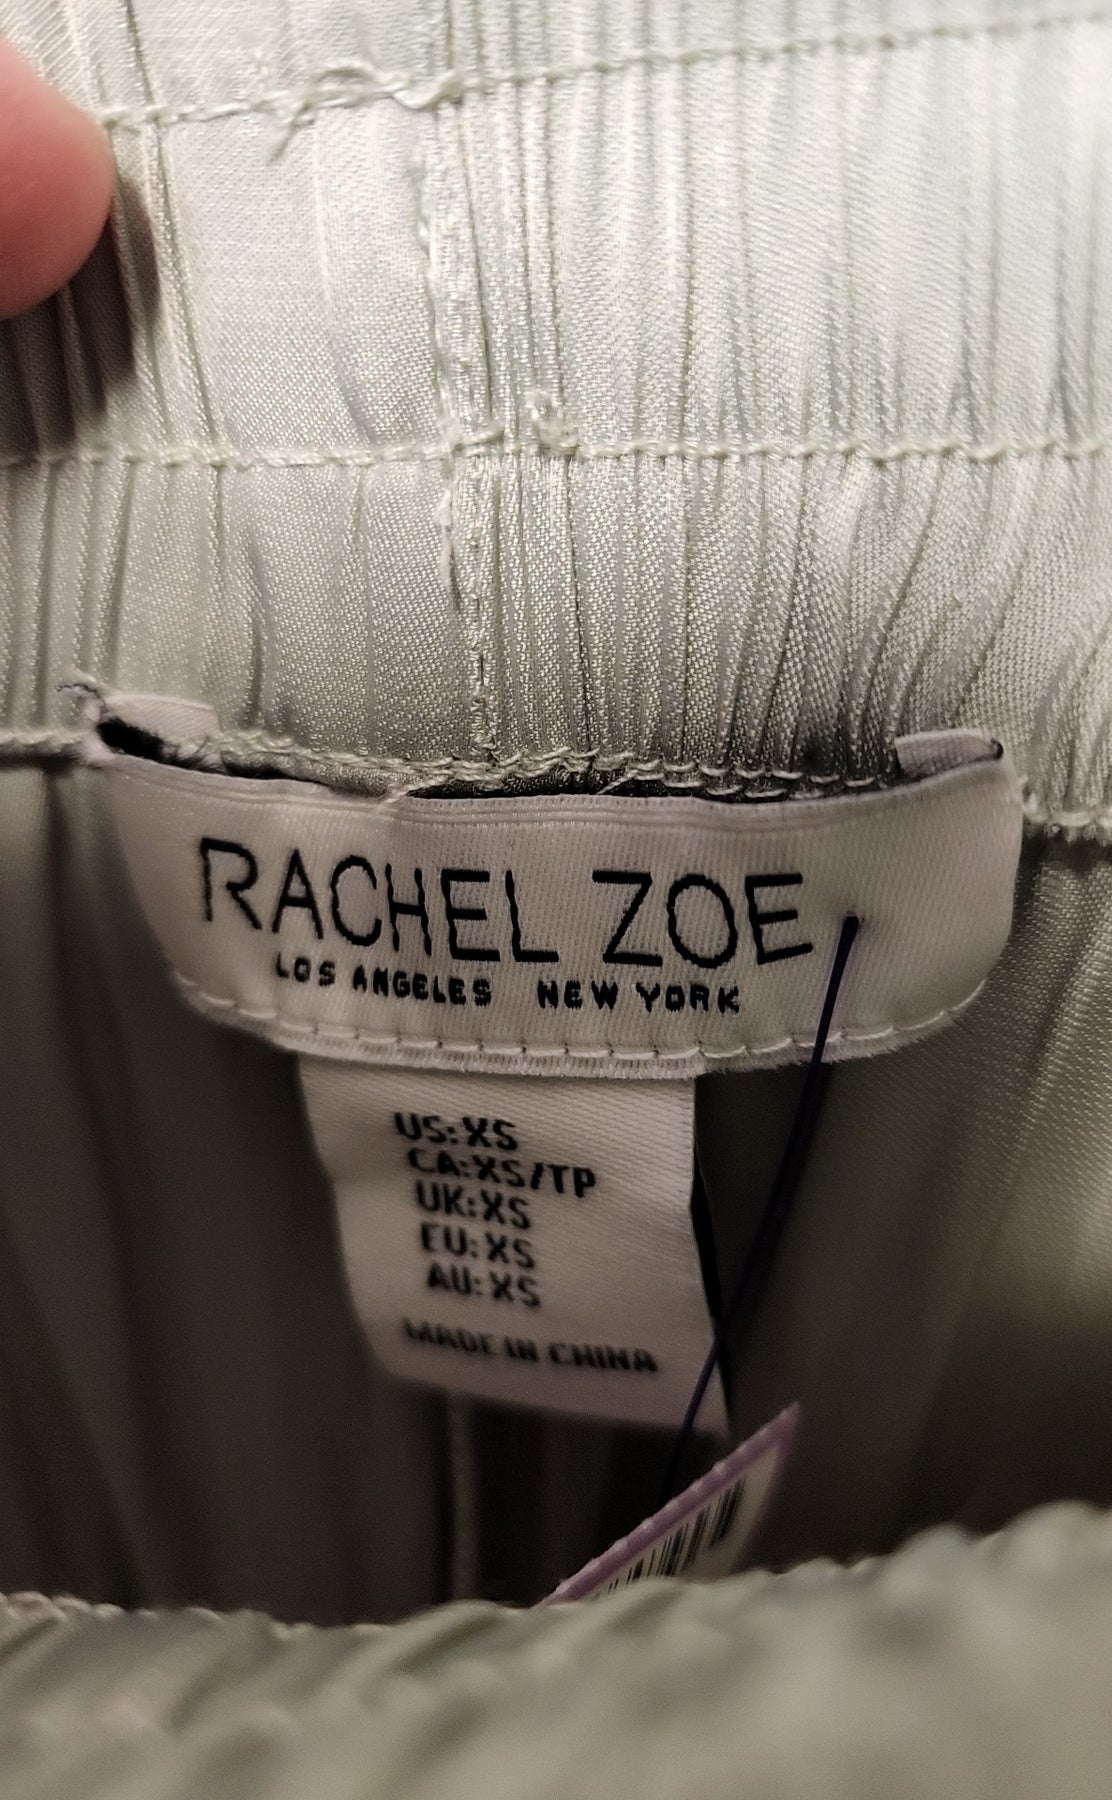 RACHEL ZOE
LOS ANGELES NEW YORK
US:XS
CA:XS/TP
UK:XS
EU:XS
AU:XS
MADE IN CHINA